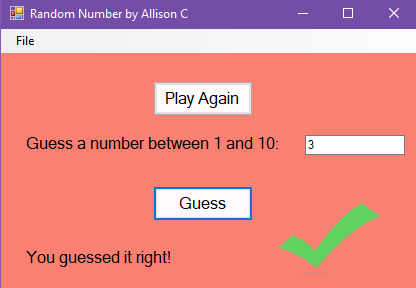 Random Number by Allison C
File
Play Again
Guess a number between 1 and 10: 3
Guess
You guessed it right!